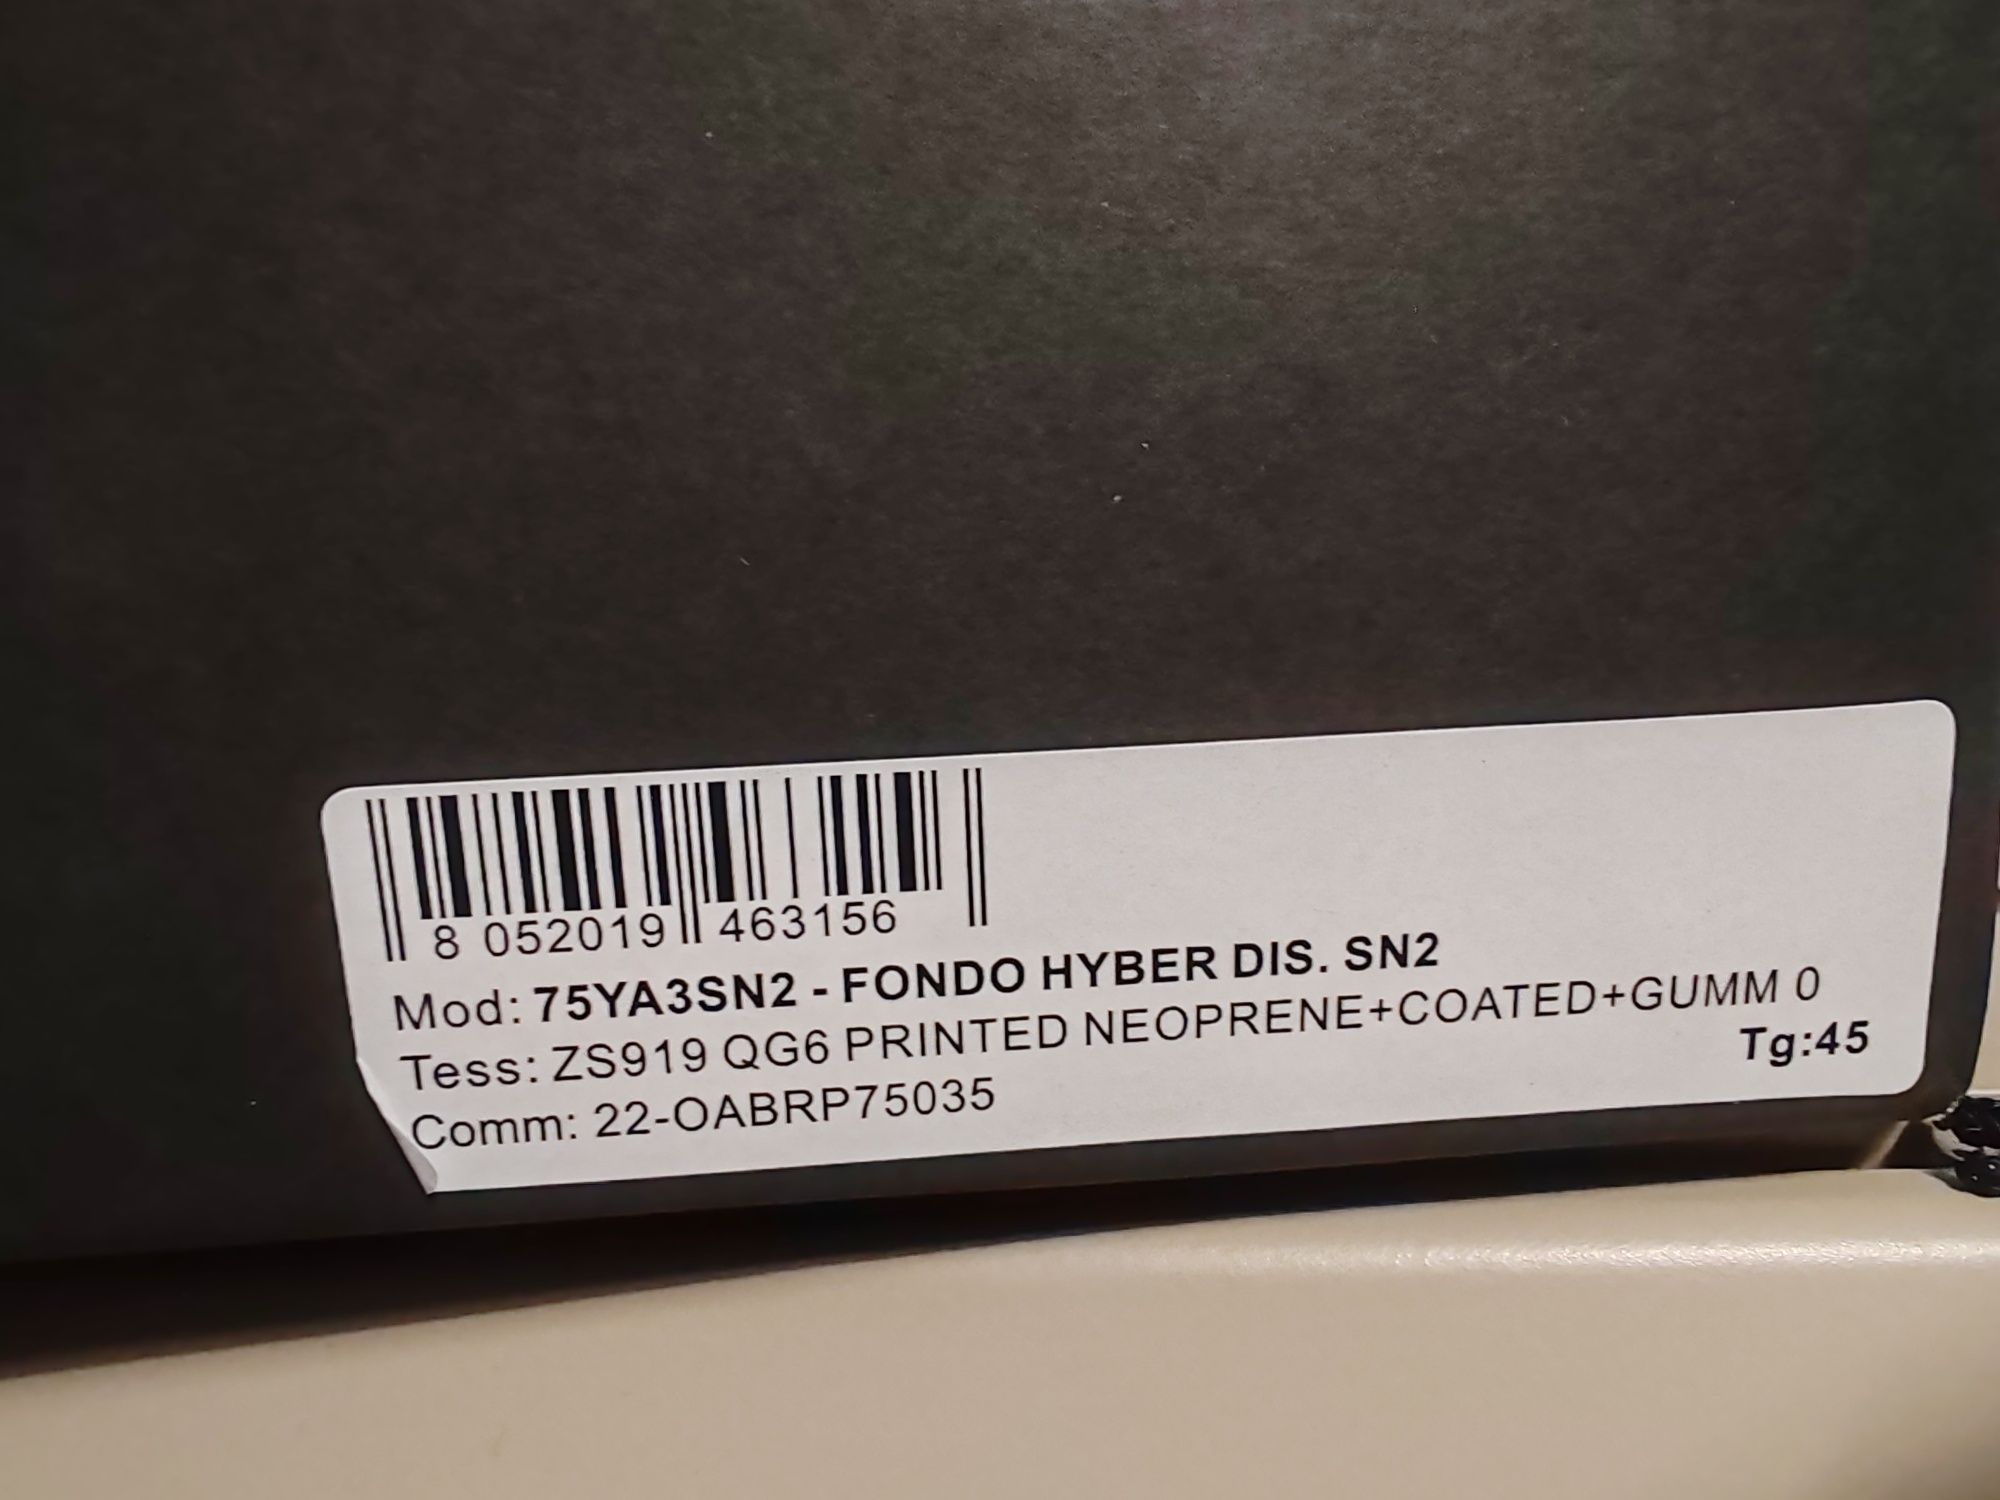 8 052019 463156
Mod: 75YA3SN2 - FONDO HYBER DIS. SN2
Tess: ZS919 QG6 PRINTED NEOPRENE+COATED+GUMM 0
Tg:45
Comm: 22-OABRP75035